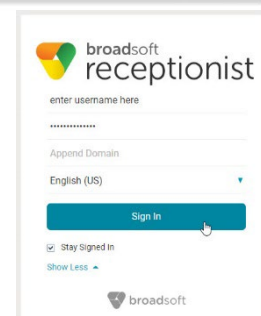 broadsoft
receptionist
enter username here
••••••••••••••
Append Domain
English (US)
Sign In
Stay Signed In
Show Less
broadsoft